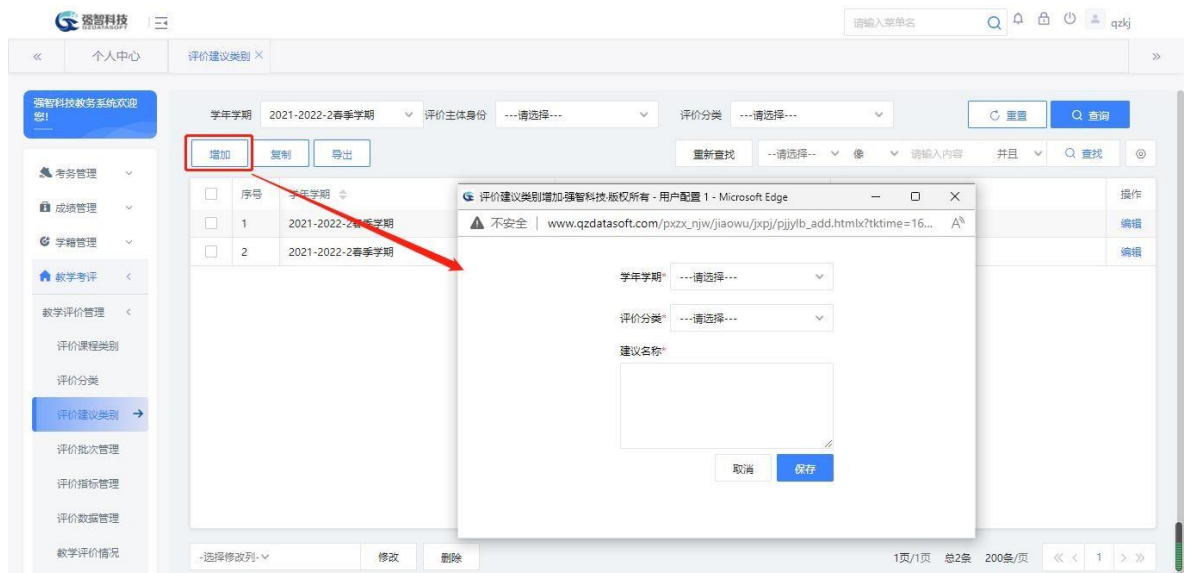 强智科技
QZDATASOFT
请输入菜单名
qzkj
个人中心
评价建议类别
强智科技教务系统欢迎您!
学年学期 2021-2022-2春季学期 评价主体身份 ---请选择--- 评价分类 ---请选择--- 重置 查询
增加 复制 导出 重新查找 --请选择-- 像 请输入内容 并且 查找
考务管理
成绩管理
学籍管理
教学考评
教学评价管理
评价课程类别
评价分类
评价建议类别
评价批次管理
评价指标管理
评价数据管理
教学评价情况
序号 学年学期 操作
1 2021-2022-2春季学期 编辑
2 2021-2022-2春季学期 编辑
评价建议类别增加-强智科技-版权所有 - 用户配置 1 - Microsoft Edge
不安全 www.qzdatasoft.com/pxzx_njw/jiaowu/jxpj/pjjylb_add.htmlx?tktime=16...
学年学期* ---请选择---
评价分类* ---请选择---
建议名称*
取消 保存
-选择修改列- 修改 删除 1页/1页 总2条 200条/页 1